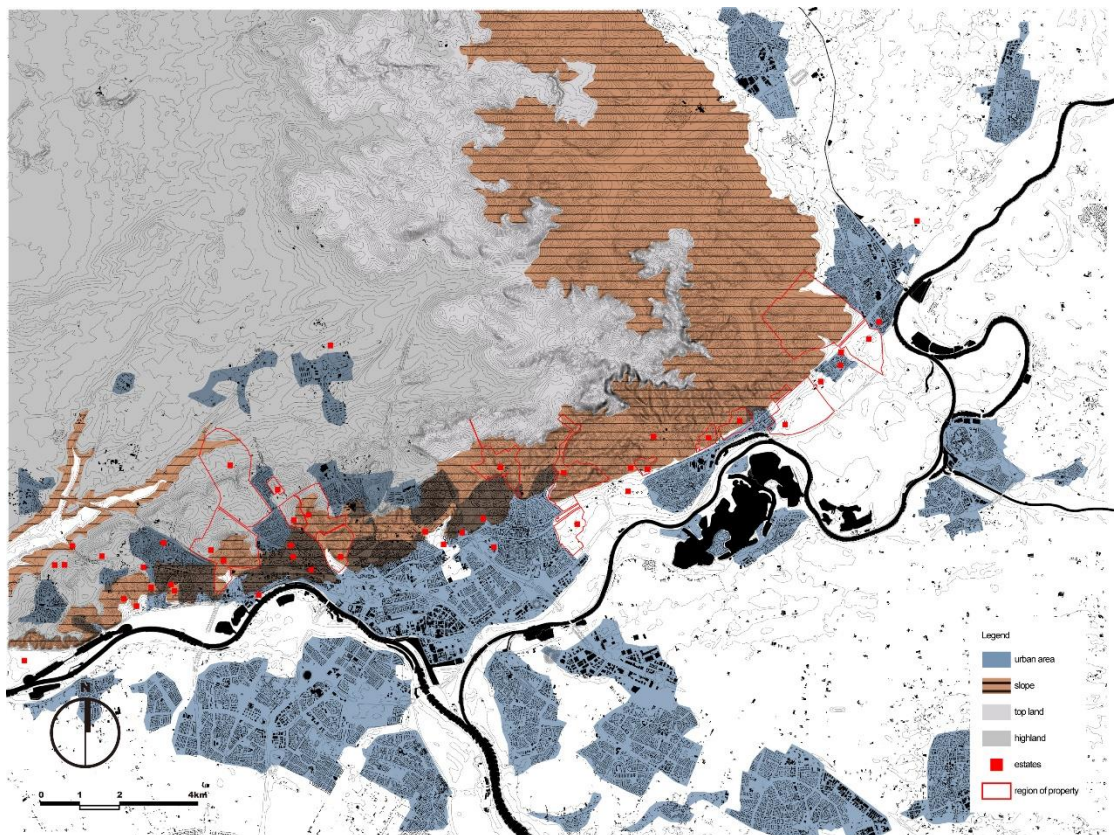 Legend
urban area
slope
top land
highland
estates
region of property
N
0 1 2 4km